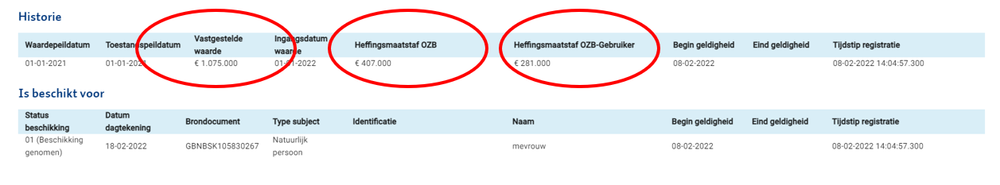 Historie
Waardepeildatum Toestandspeildatum Vastgestelde waarde Ingangsdatum waarde Heffingsmaatstaf OZB Heffingsmaatstaf OZB-Gebruiker Begin geldigheid Eind geldigheid Tijdstip registratie
01-01-2021 01-01-2021 € 1.075.000 01-01-2022 € 407.000 € 281.000 08-02-2022 08-02-2022 14:04:57.300
Is beschikt voor
Status beschikking Datum dagtekening Brondocument Type subject Identificatie Naam Begin geldigheid Eind geldigheid Tijdstip registratie
01 (Beschikking genomen) 18-02-2022 GBNBSK105830267 Natuurlijk persoon mevrouw 08-02-2022 08-02-2022 14:04:57.300